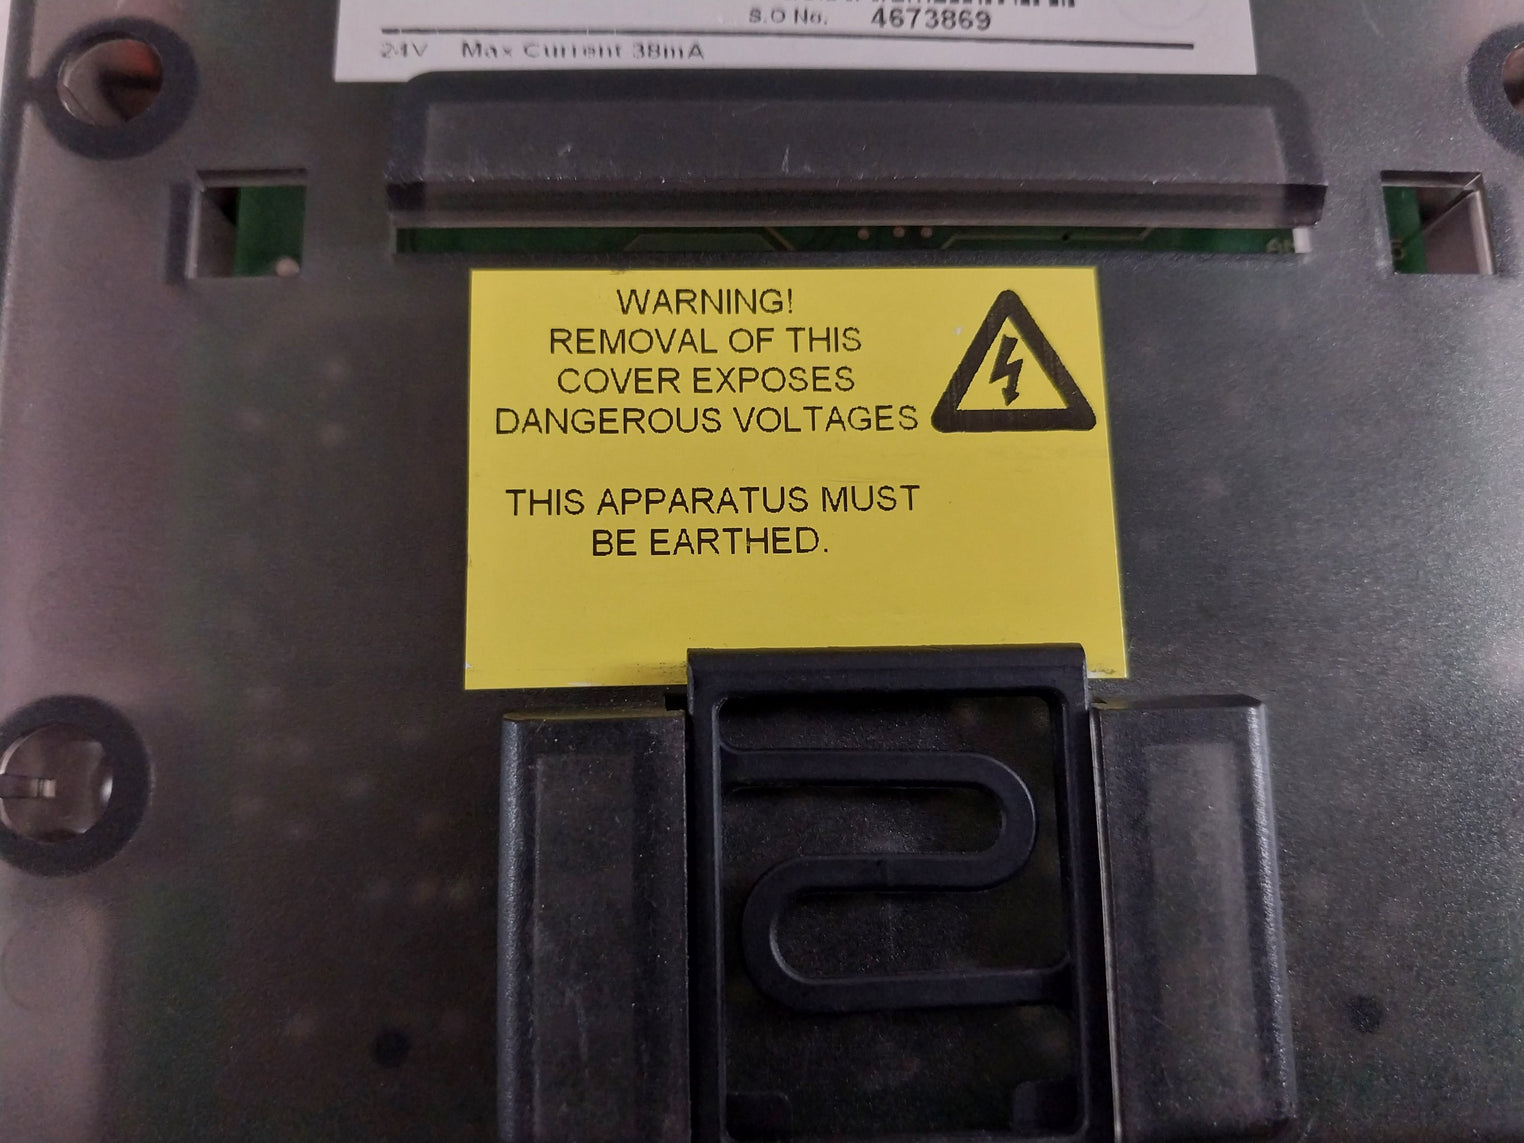 S.O No. 4673869
24V Max Current 38mA
WARNING!
REMOVAL OF THIS
COVER EXPOSES
DANGEROUS VOLTAGES
THIS APPARATUS MUST
BE EARTHED.